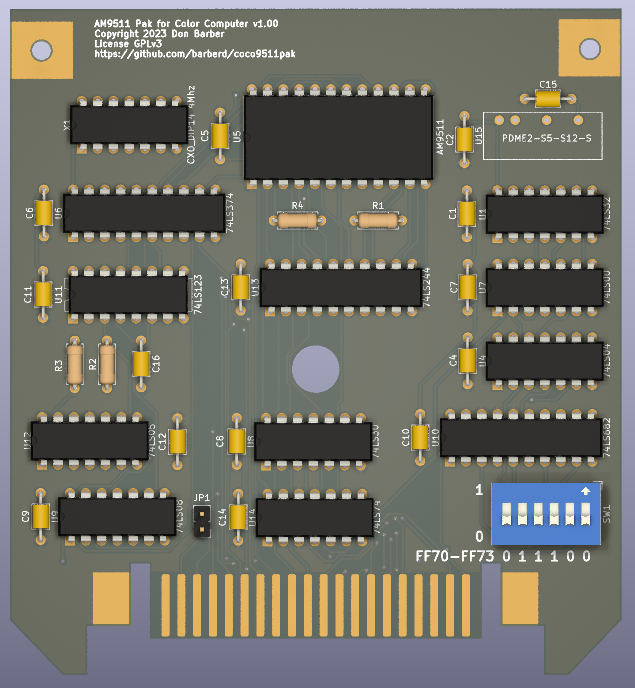 AM9511 Pak for Color Computer v1.00
Copyright 2023 Don Barber
License GPLv3
https://github.com/barberd/coco9511pak
C15
X1
CXO_DIP14 4Mhz
C5
U5
AM9511
C2
U15
PDME2-S5-S12-S
C6
U6
74LS374
R4
R1
C1
U1
74LS32
C11
U11
74LS123
C13
U13
74LS244
C7
U7
74LS00
R3
R2
C16
C4
U4
74LS04
U12
74LS05
C12
C8
U8
74LS30
C10
U10
74LS682
C9
U9
74LS08
JP1
C14
U14
74LS74
1
0
SW1
FF70-FF73 0 1 1 1 0 0